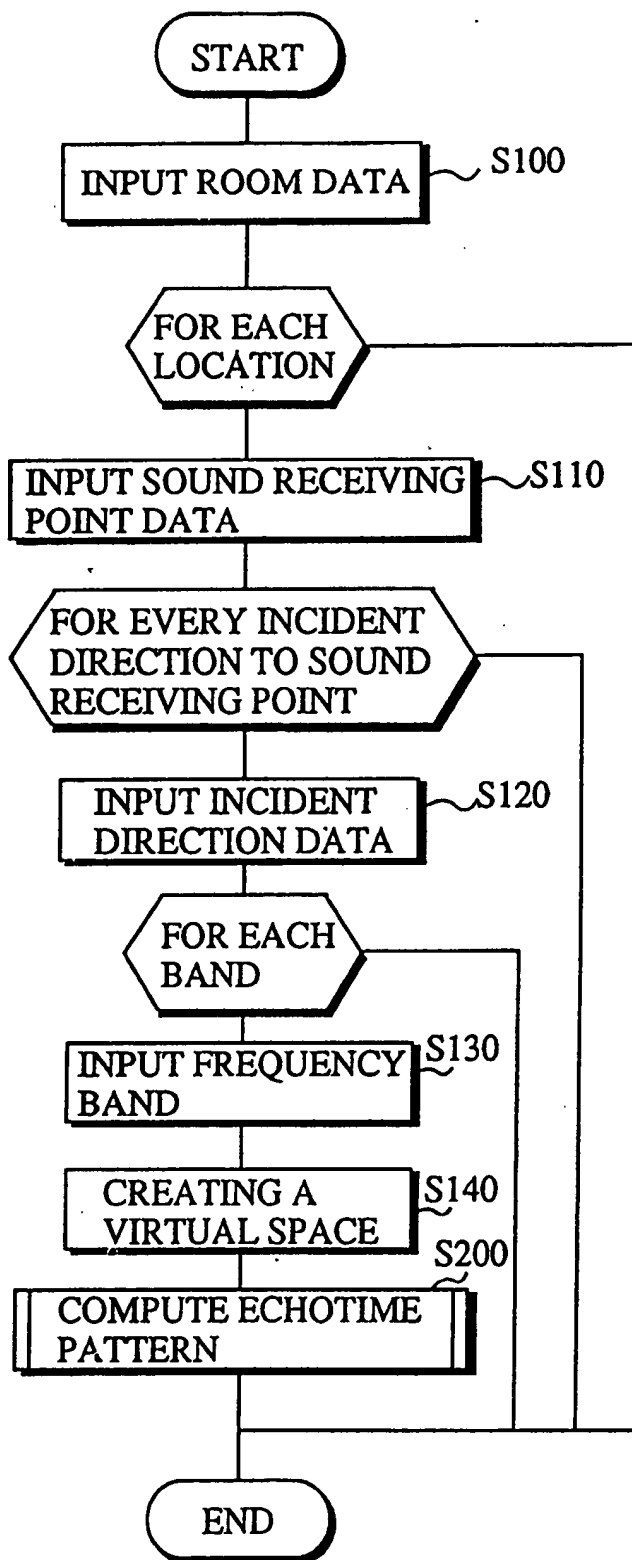 START
INPUT ROOM DATA
S100
FOR EACH
LOCATION
INPUT SOUND RECEIVING
POINT DATA
S110
FOR EVERY INCIDENT
DIRECTION TO SOUND
RECEIVING POINT
INPUT INCIDENT
DIRECTION DATA
S120
FOR EACH
BAND
S130
INPUT FREQUENCY
BAND
CREATING A
VIRTUAL SPACE
S140
S200
COMPUTE ECHOTIME
PATTERN
END